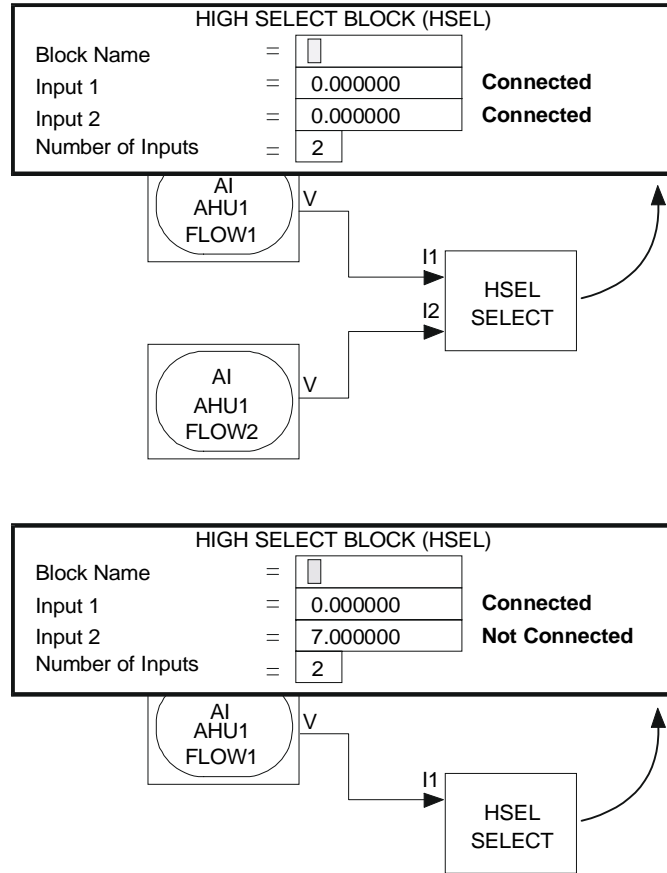 HIGH SELECT BLOCK (HSEL)
Block Name =
Input 1 = 0.000000 Connected
Input 2 = 0.000000 Connected
Number of Inputs = 2
AI
AHU1
FLOW1
V
I1
I2
HSEL
SELECT
AI
AHU1
FLOW2
V
HIGH SELECT BLOCK (HSEL)
Block Name =
Input 1 = 0.000000 Connected
Input 2 = 7.000000 Not Connected
Number of Inputs = 2
AI
AHU1
FLOW1
V
I1
HSEL
SELECT